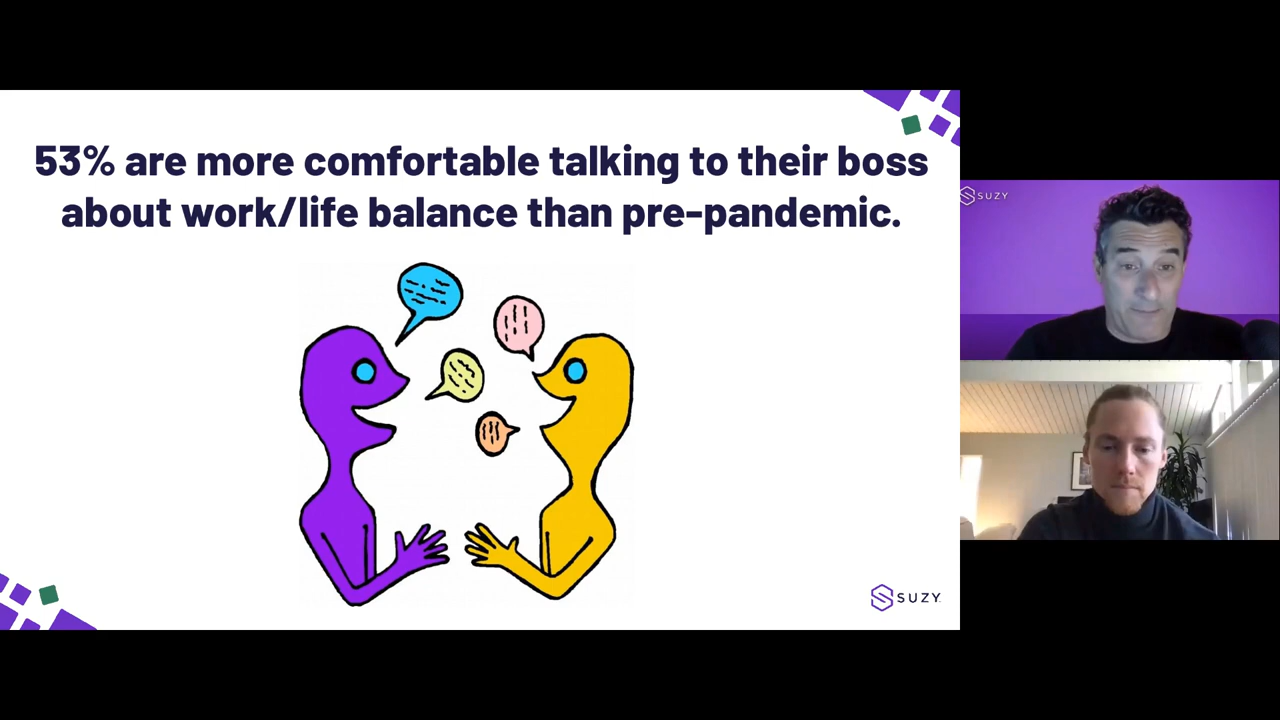 53% are more comfortable talking to their boss
about work/life balance than pre-pandemic.
SUZY
SUZY